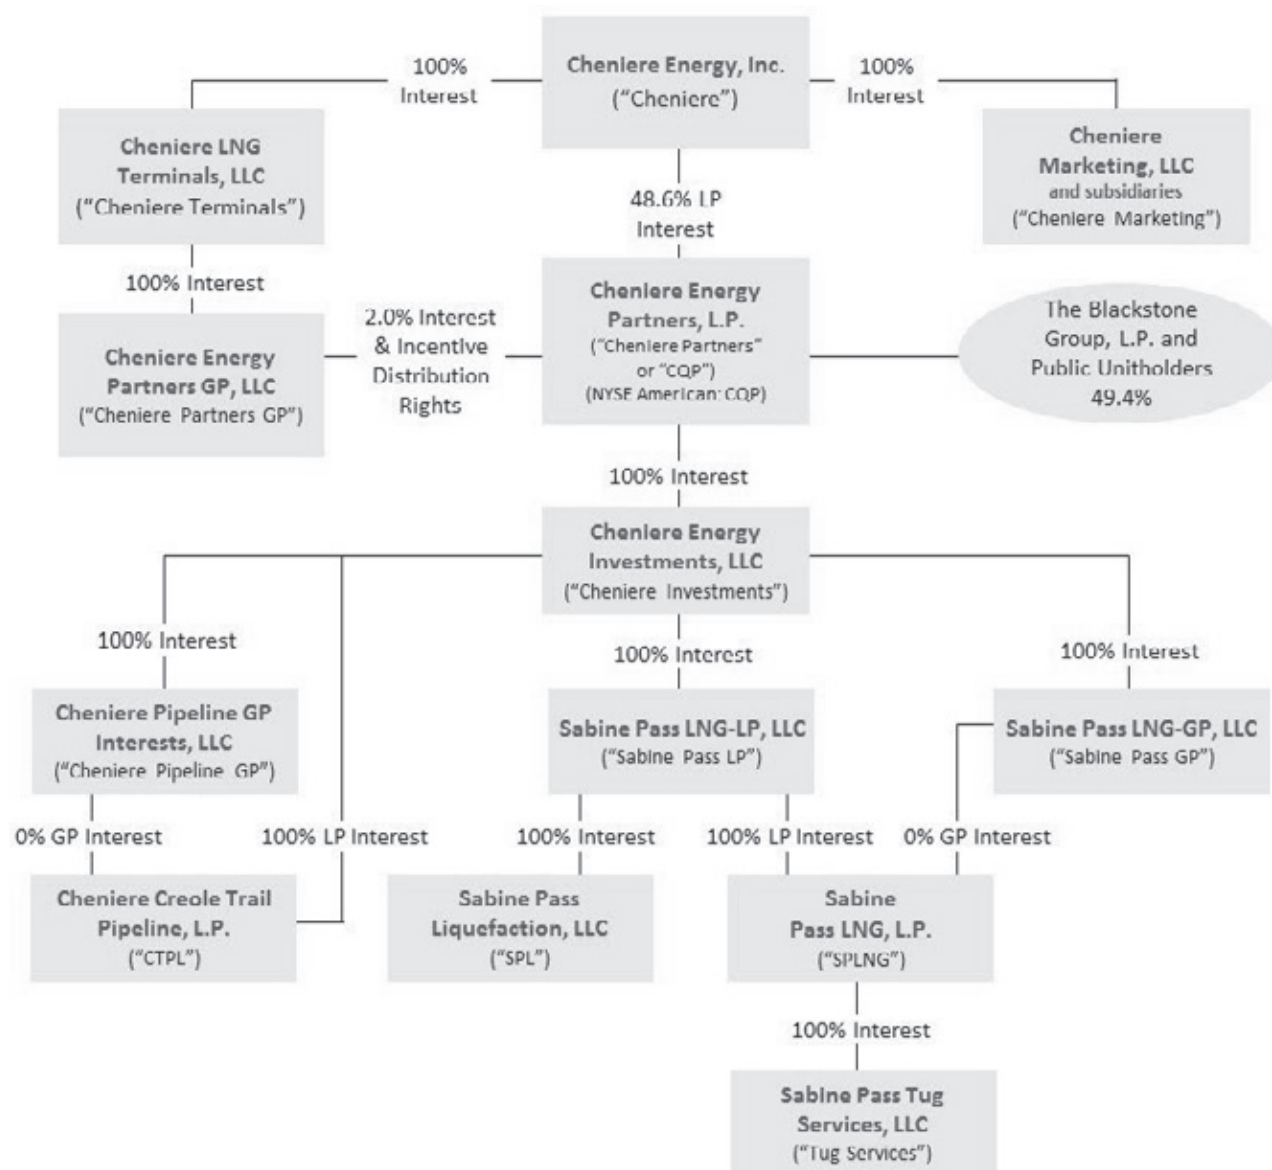 Cheniere Energy, Inc.
("Cheniere")
100%
Interest
100%
Interest
Cheniere LNG
Terminals, LLC
("Cheniere Terminals")
48.6% LP
Interest
Cheniere
Marketing, LLC
and subsidiaries
("Cheniere Marketing")
100% Interest
Cheniere Energy
Partners GP, LLC
("Cheniere Partners GP")
2.0% Interest
& Incentive
Distribution
Rights
Cheniere Energy
Partners, L.P.
("Cheniere Partners"
or "CQP")
(NYSE American: CQP)
The Blackstone
Group, L.P. and
Public Unitholders
49.4%
100% Interest
Cheniere Energy
Investments, LLC
("Cheniere Investments")
100% Interest
100% Interest
100% Interest
Cheniere Pipeline GP
Interests, LLC
("Cheniere Pipeline GP")
Sabine Pass LNG-LP, LLC
("Sabine Pass LP")
Sabine Pass LNG-GP, LLC
("Sabine Pass GP")
0% GP Interest
100% LP Interest
100% Interest
100% LP Interest
0% GP Interest
Cheniere Creole Trail
Pipeline, L.P.
("CTPL")
Sabine Pass
Liquefaction, LLC
("SPL")
Sabine
Pass LNG, L.P.
("SPLNG")
100% Interest
Sabine Pass Tug
Services, LLC
("Tug Services")